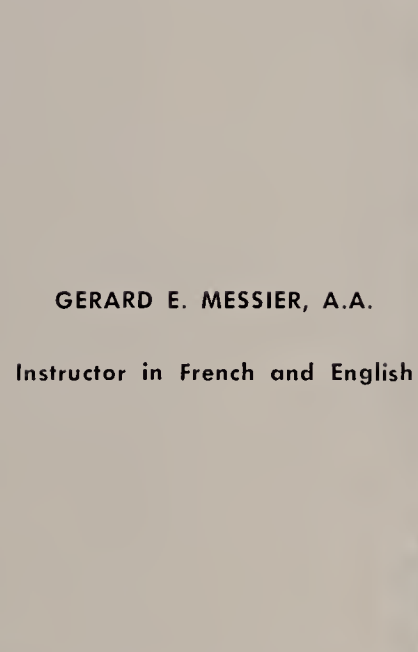 GERARD E. MESSIER, A.A.
Instructor in French and English